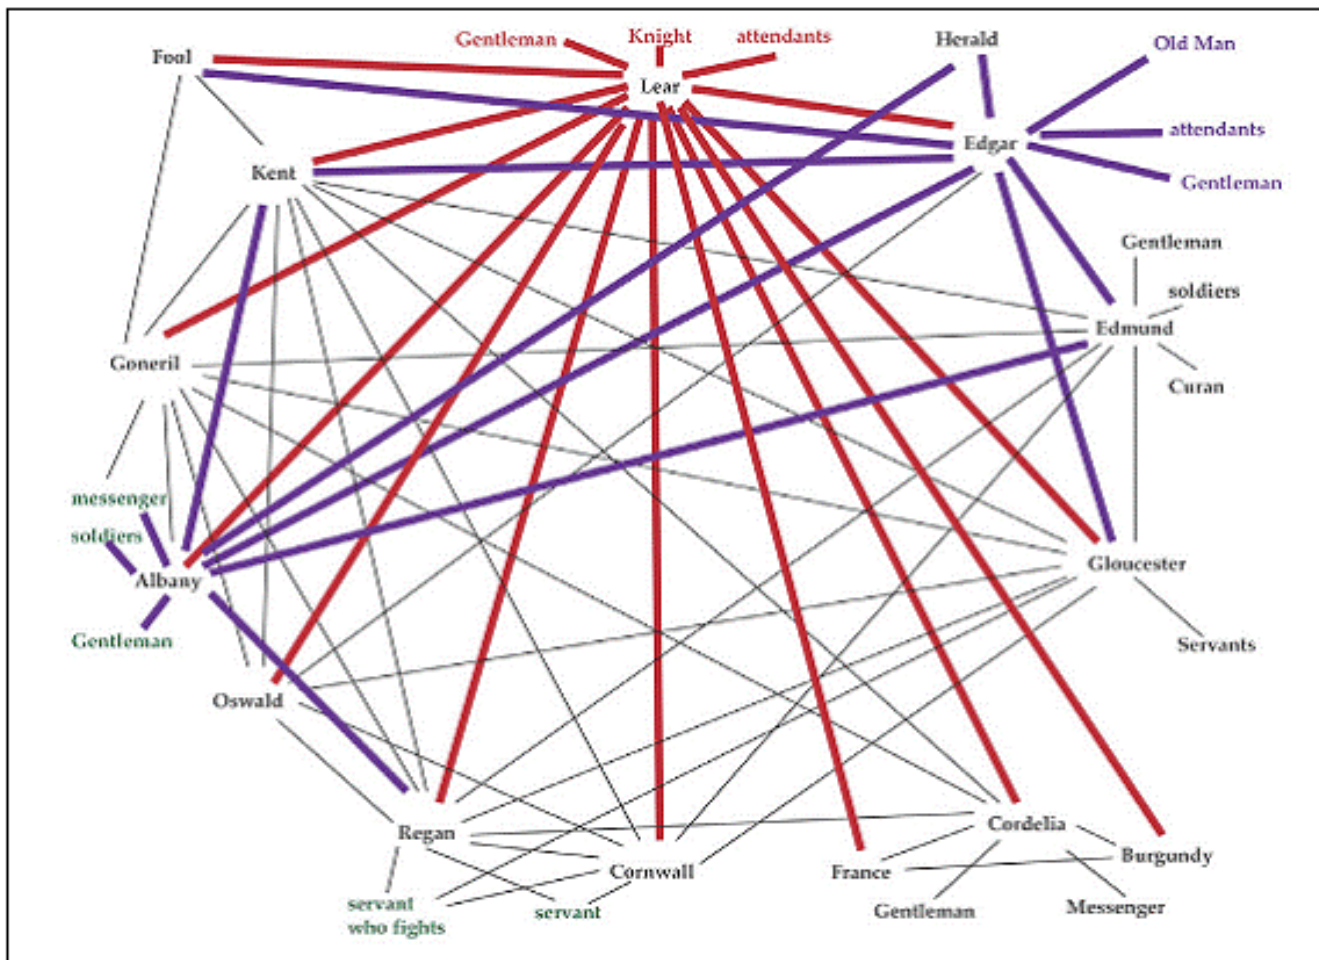 Gentleman
Knight
attendants
Herald
Old Man
Fool
Lear
attendants
Edgar
Kent
Gentleman
Gentleman
soldiers
Edmund
Goneril
Curan
messenger
soldiers
Albany
Gloucester
Gentleman
Servants
Oswald
Regan
Cordelia
Cornwall
France
Burgundy
servant
who fights
servant
Gentleman
Messenger